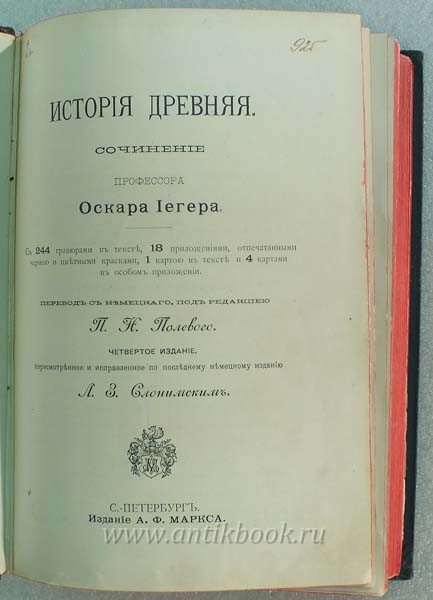 925
ИСТОРІЯ ДРЕВНЯЯ.
СОЧИНЕНІЕ
ПРОФЕССОРА
Оскара Іегера.
Съ 244 гравюрами въ текстѣ, 18 приложеніями, отпечатанными
черною и цвѣтными красками, 1 картою въ текстѣ и 4 картами
въ особомъ приложеніи.
ПЕРЕВОДЪ СЪ НѢМЕЦКАГО, ПОДЪ РЕДАКЦІЕЮ
П. Н. Полевого.
ЧЕТВЕРТОЕ ИЗДАНІЕ,
пересмотрѣнное и исправленное по послѣднему нѣмецкому изданію
Л. З. Слонимскимъ.
С.-ПЕТЕРБУРГЪ.
Изданіе А. Ф. МАРКСА.
www.antikbook.ru